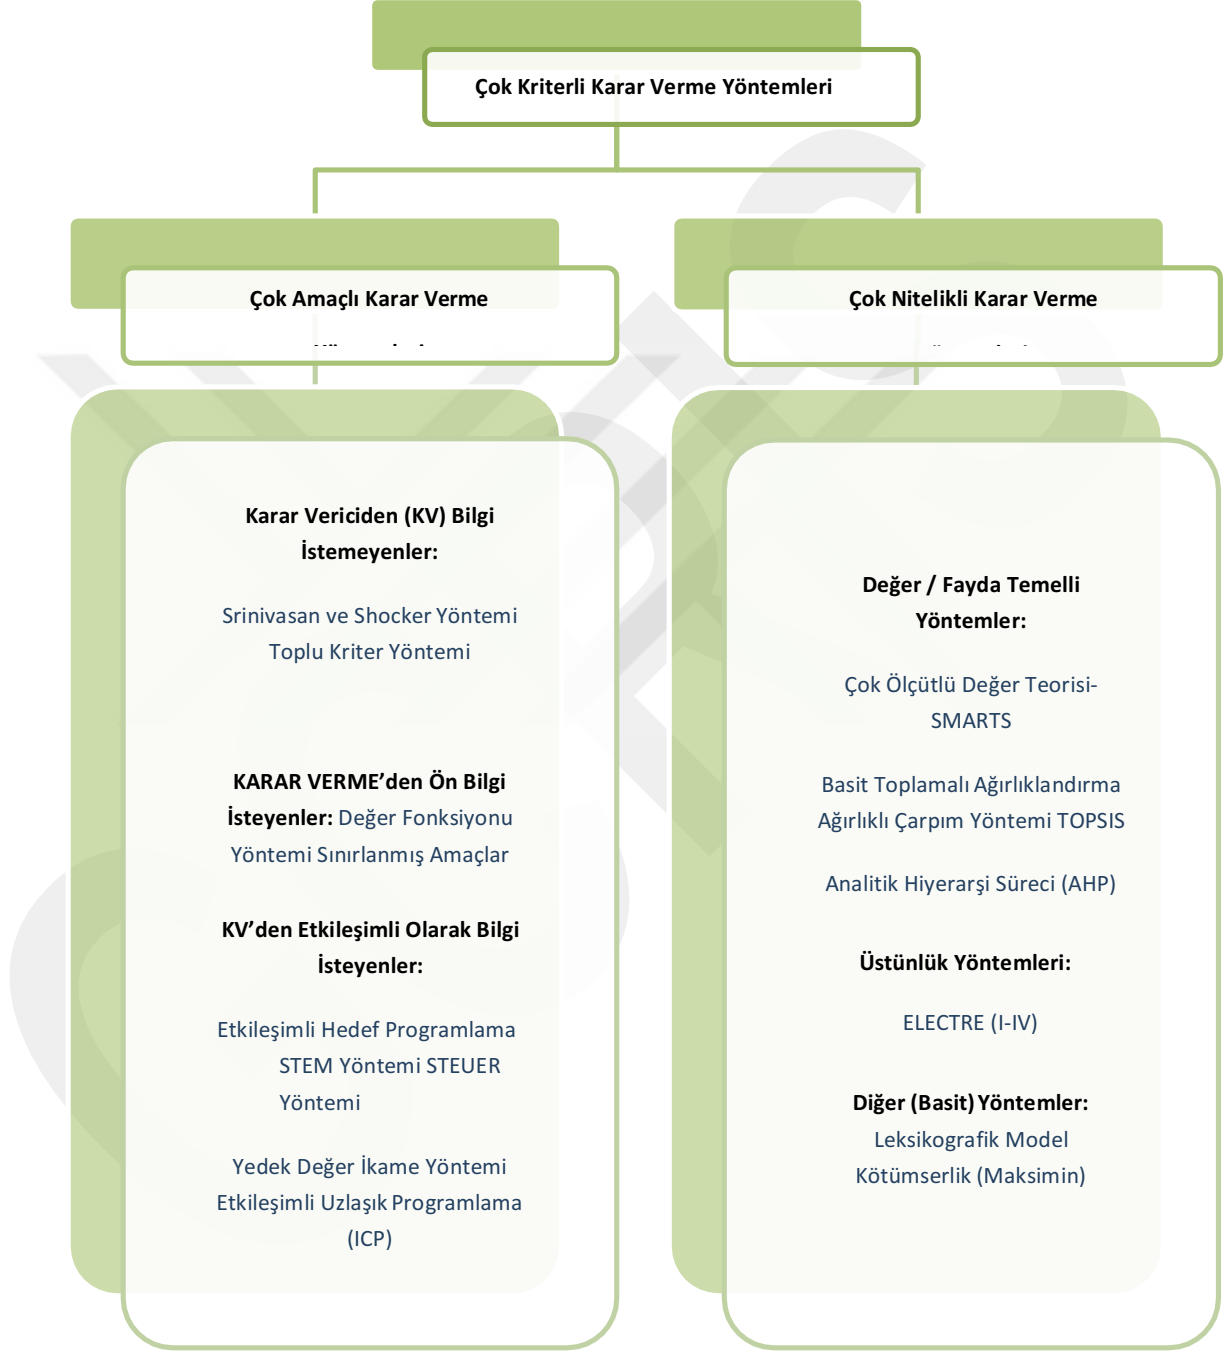 Çok Kriterli Karar Verme Yöntemleri
Çok Amaçlı Karar Verme
Çok Nitelikli Karar Verme
Karar Vericiden (KV) Bilgi
İstemeyenler:
Srinivasan ve Shocker Yöntemi
Toplu Kriter Yöntemi
KARAR VERME’den Ön Bilgi
İsteyenler: Değer Fonksiyonu
Yöntemi Sınırlanmış Amaçlar
KV’den Etkileşimli Olarak Bilgi
İsteyenler:
Etkileşimli Hedef Programlama
STEM Yöntemi STEUER
Yöntemi
Yedek Değer İkame Yöntemi
Etkileşimli Uzlaşık Programlama
(ICP)
Değer / Fayda Temelli
Yöntemler:
Çok Ölçütlü Değer Teorisi-
SMARTS
Basit Toplamalı Ağırlıklandırma
Ağırlıklı Çarpım Yöntemi TOPSIS
Analitik Hiyerarşi Süreci (AHP)
Üstünlük Yöntemleri:
ELECTRE (I-IV)
Diğer (Basit) Yöntemler:
Leksikografik Model
Kötümserlik (Maksimin)